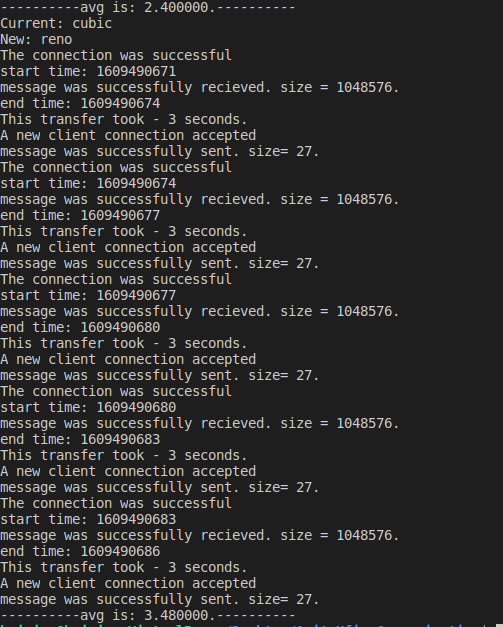 ----------avg is: 2.400000.----------
Current: cubic
New: reno
The connection was successful
start time: 1609490671
message was successfully recieved. size = 1048576.
end time: 1609490674
This transfer took - 3 seconds.
A new client connection accepted
message was successfully sent. size= 27.
The connection was successful
start time: 1609490674
message was successfully recieved. size = 1048576.
end time: 1609490677
This transfer took - 3 seconds.
A new client connection accepted
message was successfully sent. size= 27.
The connection was successful
start time: 1609490677
message was successfully recieved. size = 1048576.
end time: 1609490680
This transfer took - 3 seconds.
A new client connection accepted
message was successfully sent. size= 27.
The connection was successful
start time: 1609490680
message was successfully recieved. size = 1048576.
end time: 1609490683
This transfer took - 3 seconds.
A new client connection accepted
message was successfully sent. size= 27.
The connection was successful
start time: 1609490683
message was successfully recieved. size = 1048576.
end time: 1609490686
This transfer took - 3 seconds.
A new client connection accepted
message was successfully sent. size= 27.
----------avg is: 3.480000.----------